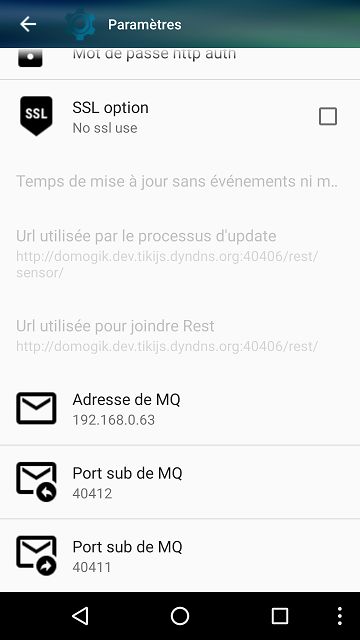 Paramètres
Mot de passe http auth
SSL
SSL option
No ssl use
Temps de mise à jour sans événements ni m..
Url utilisée par le processus d'update
http://domogik.dev.tikijs.dyndns.org:40406/rest/
sensor/
Url utilisée pour joindre Rest
http://domogik.dev.tikijs.dyndns.org:40406/rest/
Adresse de MQ
192.168.0.63
Port sub de MQ
40412
Port sub de MQ
40411